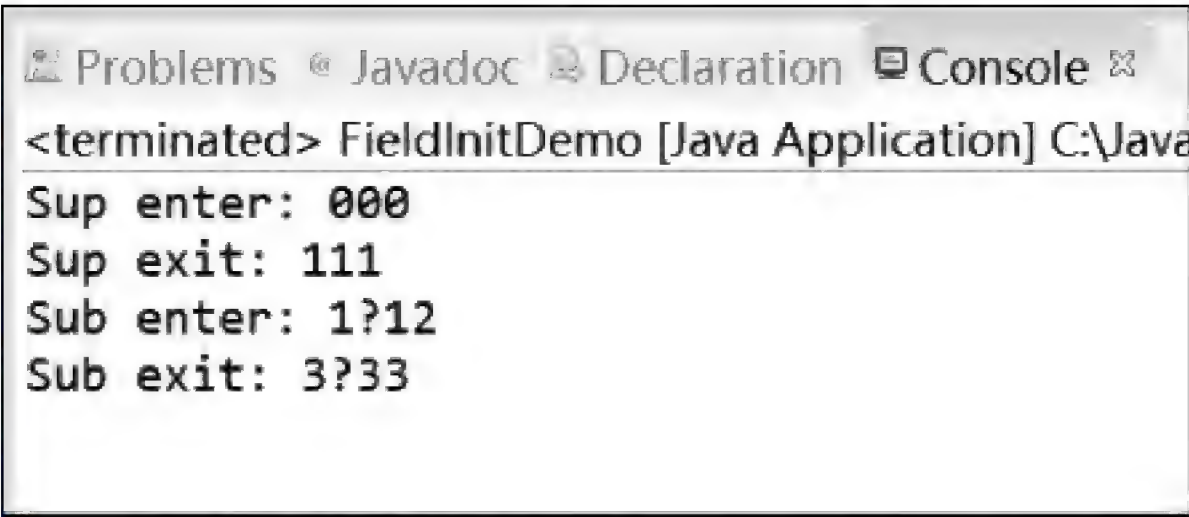 Problems @ Javadoc Declaration Console
<terminated> FieldInitDemo [Java Application] C:\Java
Sup enter: 000
Sup exit: 111
Sub enter: 1?12
Sub exit: 3?33